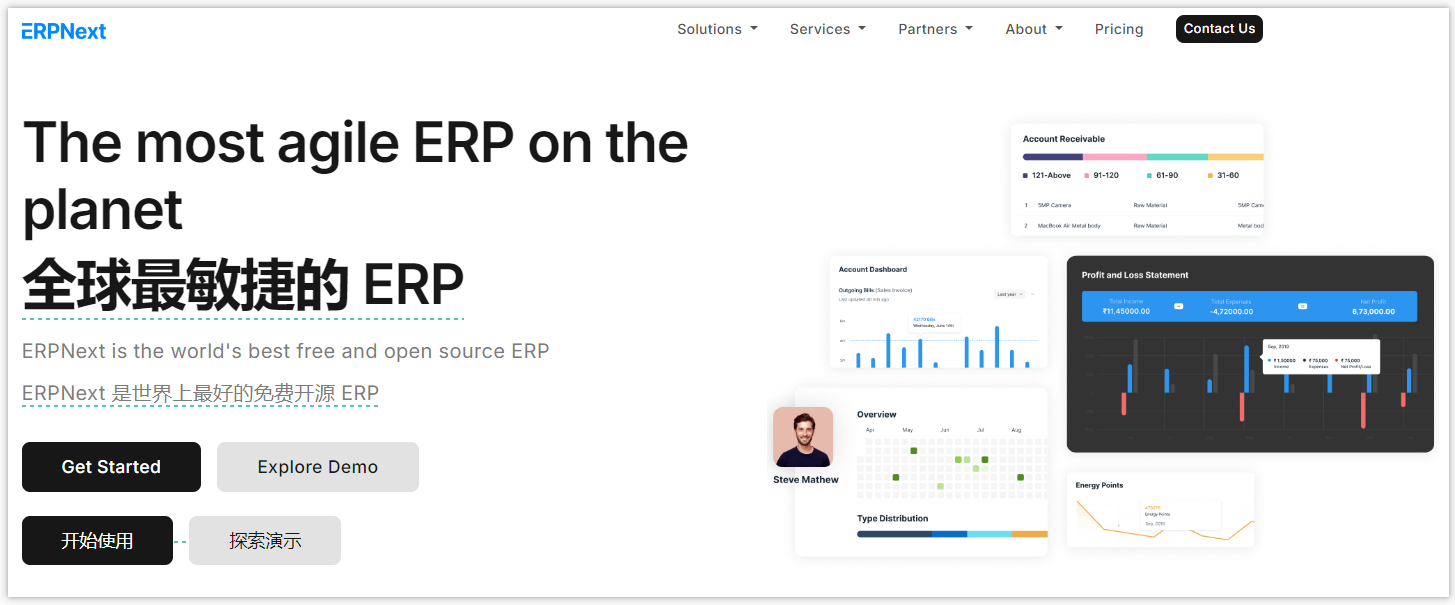 ERPNext
Solutions
Services
Partners
About
Pricing
Contact Us
The most agile ERP on the
planet
全球最敏捷的 ERP
ERPNext is the world's best free and open source ERP
ERPNext 是世界上最好的免费开源 ERP
Get Started
Explore Demo
开始使用
探索演示
Account Receivable
121-Above
91-120
61-90
31-60
1 5MP Camera Raw Material 5MP Cam
2 MacBook Air Metal body Raw Material Metal bod
Account Dashboard
Outgoing Bills (Sales Invoice)
Last updated 30 min ago
Last year
Wednesday, June 14th
Profit and Loss Statement
Total Income
Total Expenses
Net Profit
₹11,45000.00
-4,72000.00
6,73,000.00
Sep, 2019
₹1,50000
₹75,000
₹75,000
Income
Expenses
Net Profit/Loss
Steve Mathew
Overview
Apr
May
Jun
Jul
Aug
Type Distribution
Energy Points
Energy Points
Sep, 2019